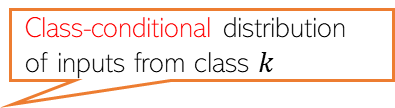 Class-conditional distribution
of inputs from class k